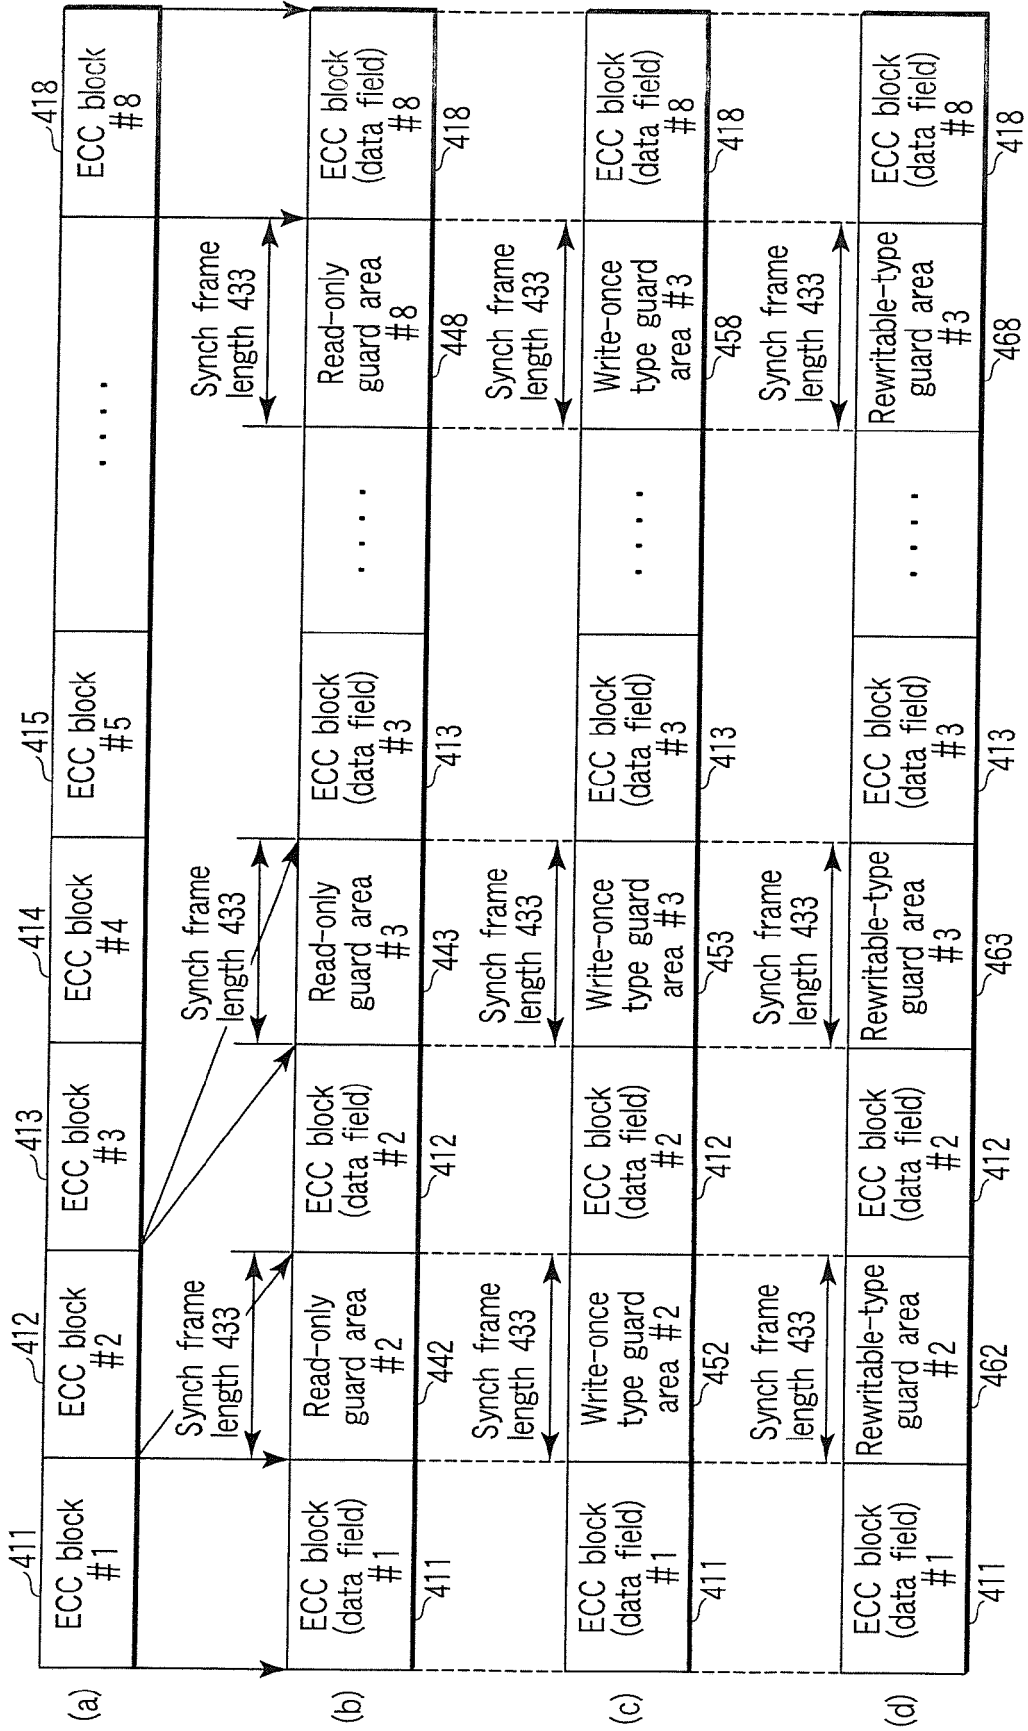 (a)
411
412
413
414
415
418
ECC block
#1
ECC block
#2
ECC block
#3
ECC block
#4
ECC block
#5
. . . .
ECC block
#8
Synch frame
length 433
Synch frame
length 433
Synch frame
length 433
(b)
ECC block
(data field)
#1
Read-only
guard area
#2
ECC block
(data field)
#2
Read-only
guard area
#3
ECC block
(data field)
#3
. . . .
Read-only
guard area
#8
ECC block
(data field)
#8
411
442
412
443
413
448
418
Synch frame
length 433
Synch frame
length 433
Synch frame
length 433
(c)
ECC block
(data field)
#1
Write-once
type guard
area #2
ECC block
(data field)
#2
Write-once
type guard
area #3
ECC block
(data field)
#3
. . . .
Write-once
type guard
area #3
ECC block
(data field)
#8
411
452
412
453
413
458
418
Synch frame
length 433
Synch frame
length 433
Synch frame
length 433
(d)
ECC block
(data field)
#1
Rewritable-type
guard area
#2
ECC block
(data field)
#2
Rewritable-type
guard area
#3
ECC block
(data field)
#3
. . . .
Rewritable-type
guard area
#3
ECC block
(data field)
#8
411
462
412
463
413
468
418